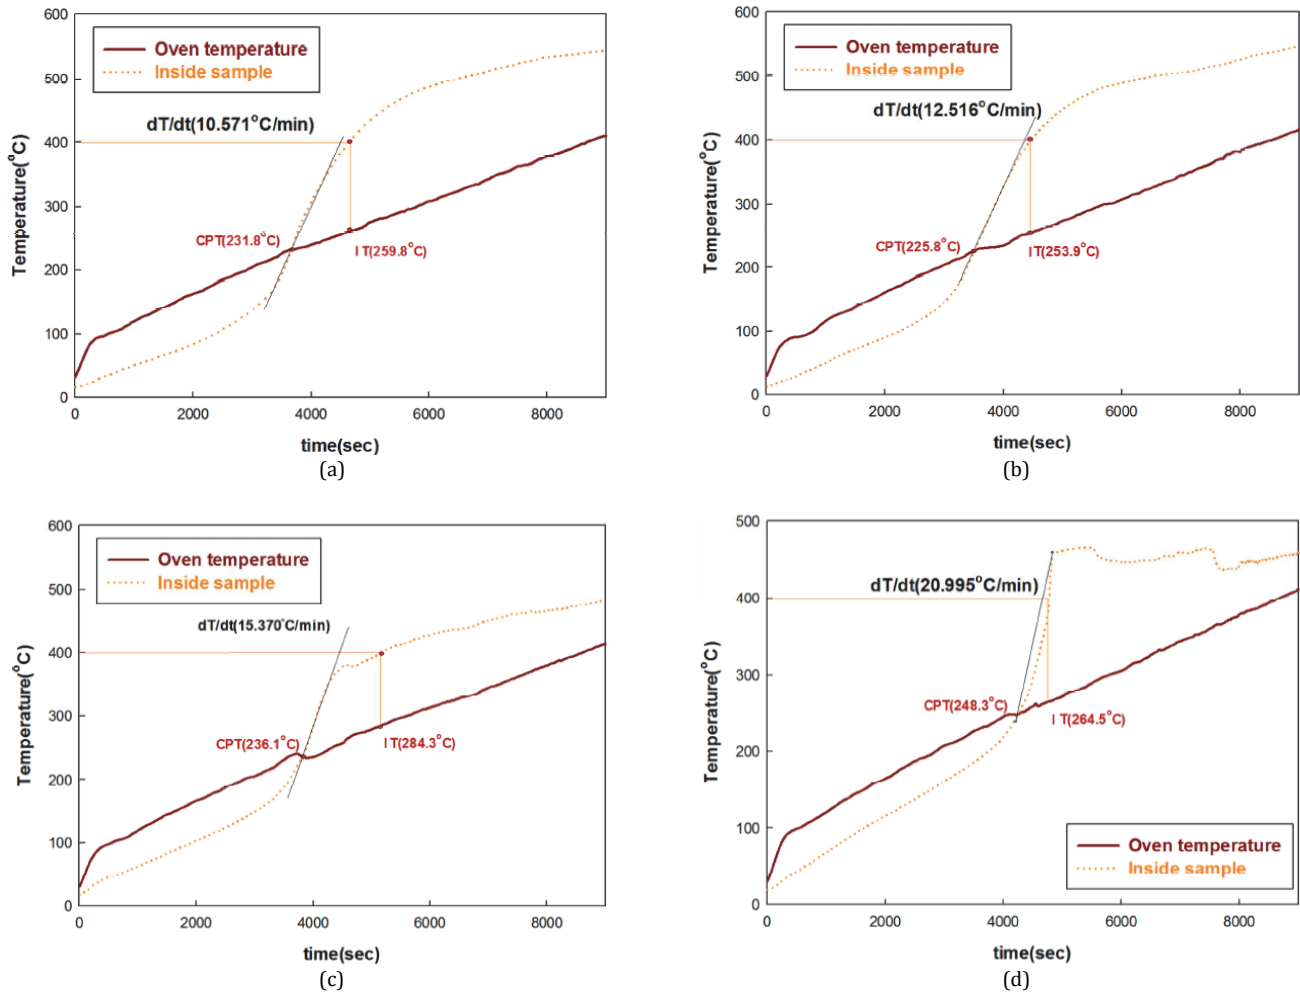 600
500
400
300
200
100
0
Temperature(°C)
Oven temperature
Inside sample
dT/dt(10.571°C/min)
CPT(231.8°C)
IT(259.8°C)
0 2000 4000 6000 8000
time(sec)
(a)
600
500
400
300
200
100
0
Temperature(°C)
Oven temperature
Inside sample
dT/dt(12.516°C/min)
CPT(225.8°C)
IT(253.9°C)
0 2000 4000 6000 8000
time(sec)
(b)
600
500
400
300
200
100
0
Temperature(°C)
Oven temperature
Inside sample
dT/dt(15.370°C/min)
CPT(236.1°C)
IT(284.3°C)
0 2000 4000 6000 8000
time(sec)
(c)
500
400
300
200
100
0
Temperature(°C)
dT/dt(20.995°C/min)
CPT(248.3°C)
IT(264.5°C)
Oven temperature
Inside sample
0 2000 4000 6000 8000
time(sec)
(d)